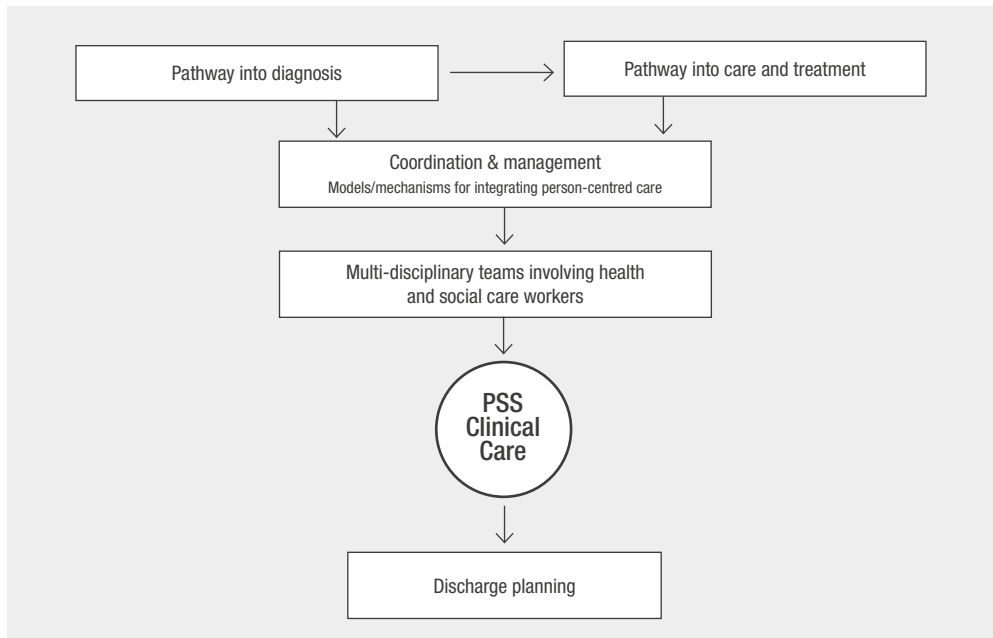 Pathway into diagnosis
Pathway into care and treatment
Coordination & management
Models/mechanisms for integrating person-centred care
Multi-disciplinary teams involving health
and social care workers
PSS
Clinical
Care
Discharge planning